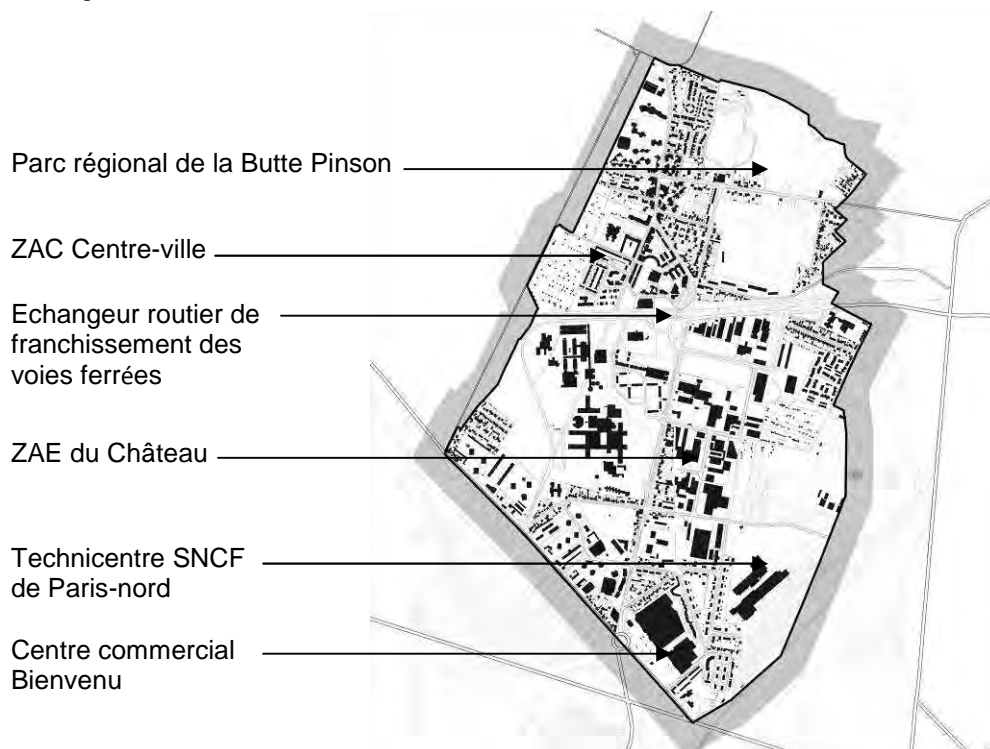 Parc régional de la Butte Pinson
ZAC Centre-ville
Echangeur routier de
franchissement des
voies ferrées
ZAE du Château
Technicentre SNCF
de Paris-nord
Centre commercial
Bienvenu